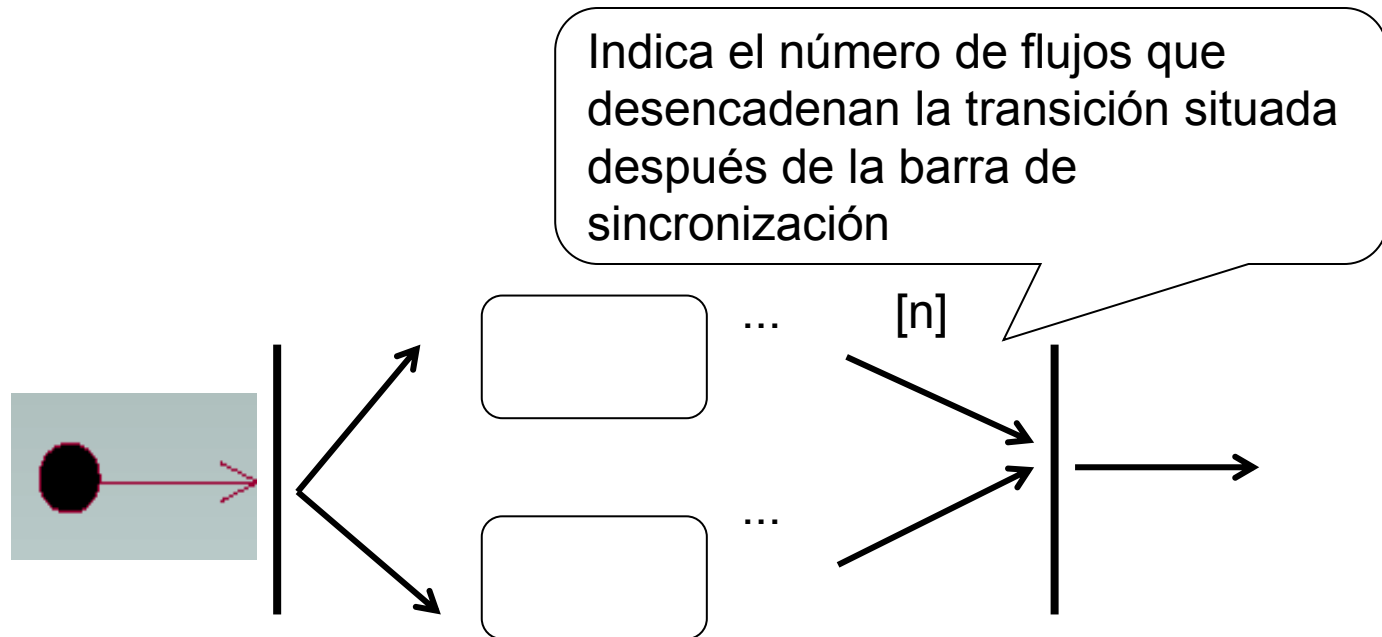 Indica el número de flujos que
desencadenan la transición situada
después de la barra de
sincronización
... [n]
...